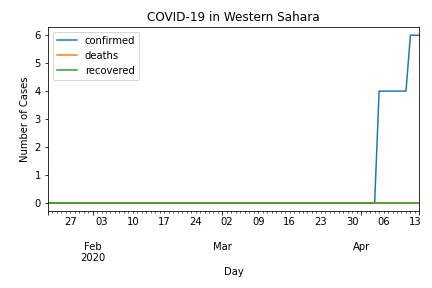 COVID-19 in Western Sahara
confirmed
deaths
recovered
Number of Cases
6
5
4
3
2
1
0
27 03 10 17 24 02 09 16 23 30 06 13
Feb Mar Apr
2020
Day